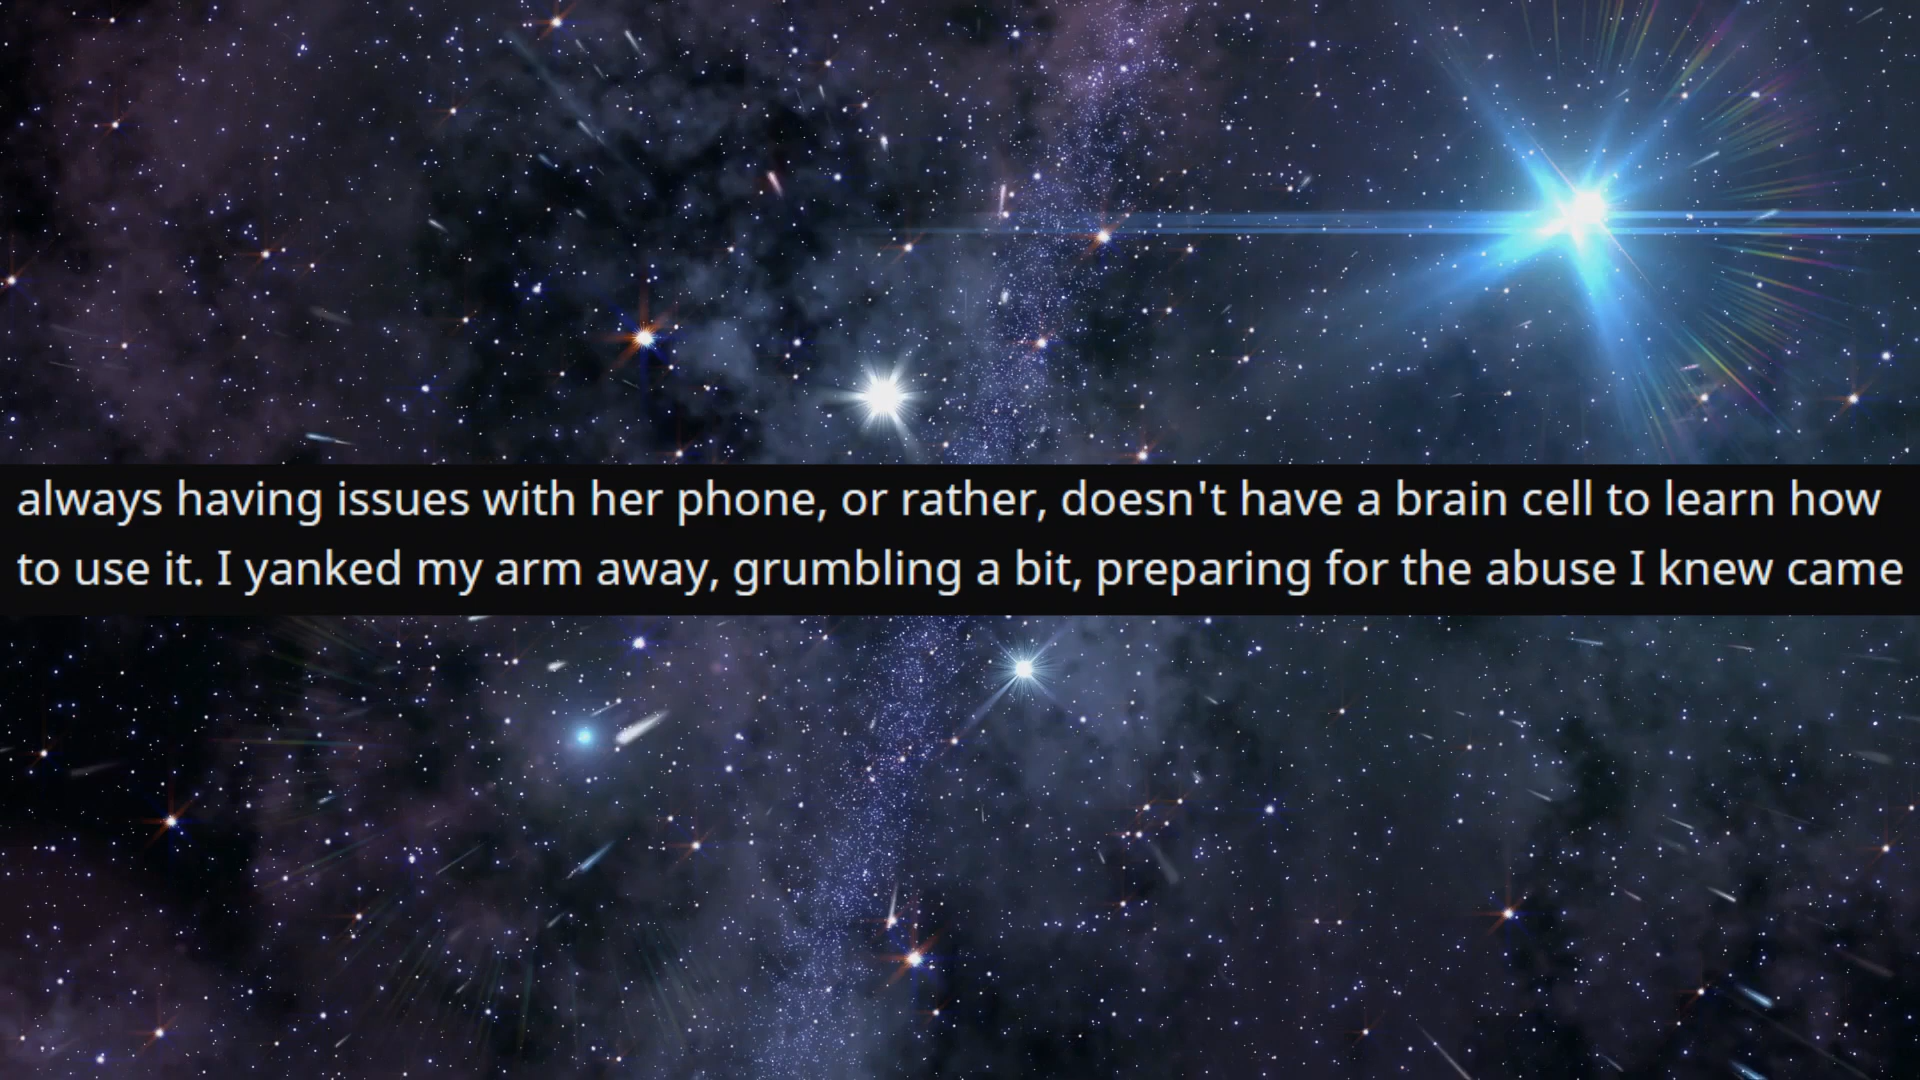 always having issues with her phone, or rather, doesn't have a brain cell to learn how
to use it. I yanked my arm away, grumbling a bit, preparing for the abuse I knew came